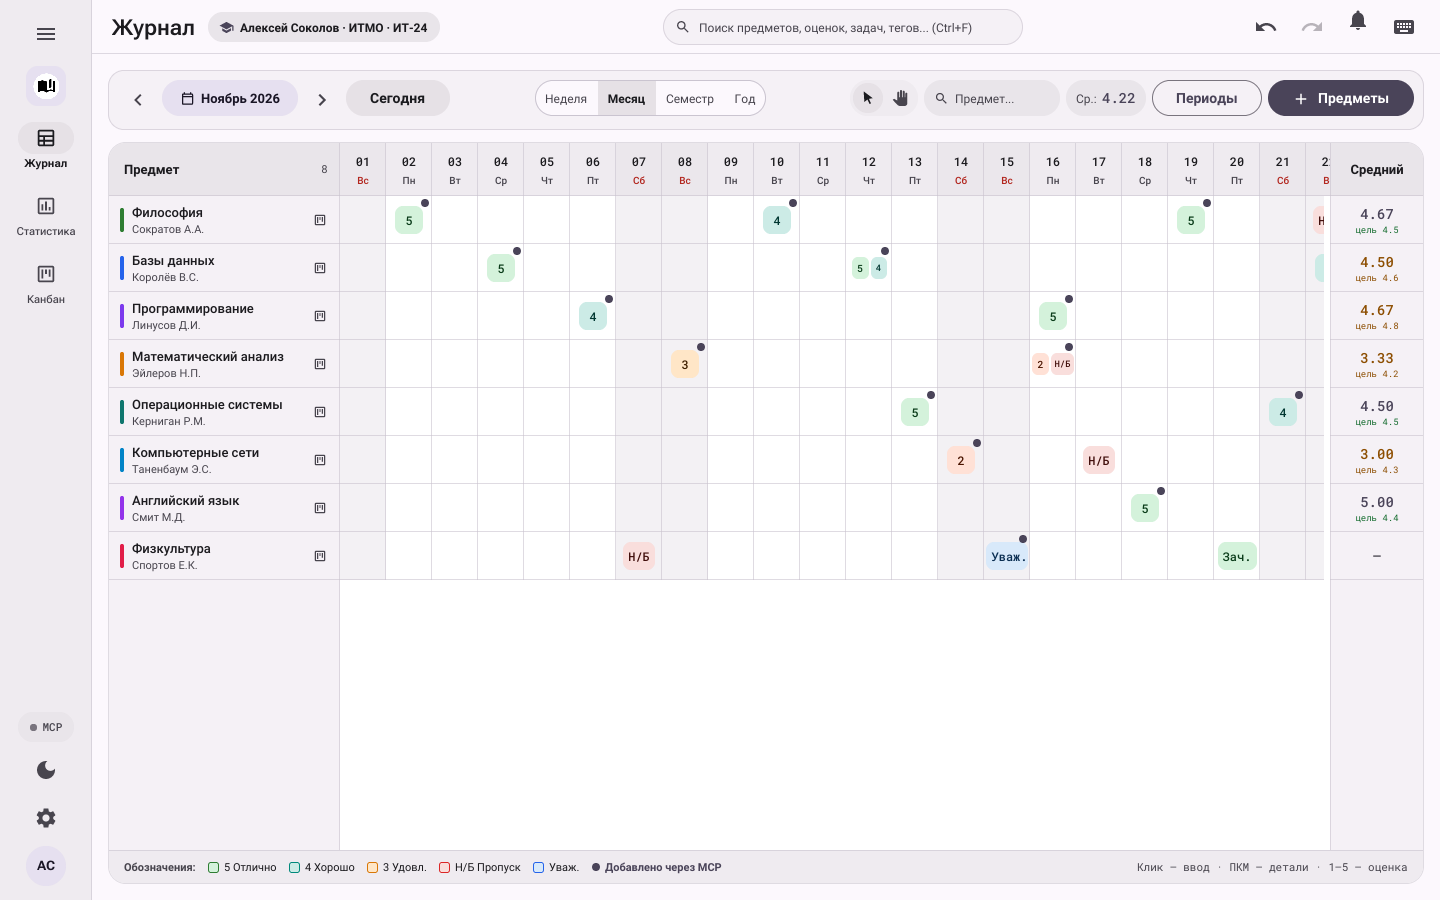 Журнал
Алексей Соколов · ИТМО · ИТ-24
Поиск предметов, оценок, задач, тегов... (Ctrl+F)
Журнал
Статистика
Канбан
MCP
АС
Ноябрь 2026
Сегодня
Неделя
Месяц
Семестр
Год
Предмет...
Ср.: 4.22
Периоды
Предметы
Предмет 8
01 02 03 04 05 06 07 08 09 10 11 12 13 14 15 16 17 18 19 20 21
Средний
Вс Пн Вт Ср Чт Пт Сб Вс Пн Вт Ср Чт Пт Сб Вс Пн Вт Ср Чт Пт Сб
Философия
Сократов А.А.
5 4 5
4.67
цель 4.5
Базы данных
Королёв В.С.
5 5 4
4.50
цель 4.6
Программирование
Линусов Д.И.
4 5
4.67
цель 4.8
Математический анализ
Эйлеров Н.П.
3 2 Н/Б
3.33
цель 4.2
Операционные системы
Керниган Р.М.
5 4
4.50
цель 4.5
Компьютерные сети
Таненбаум Э.С.
2 Н/Б
3.00
цель 4.3
Английский язык
Смит М.Д.
5
5.00
цель 4.4
Физкультура
Спортов Е.К.
Н/Б Уваж. Зач.
—
Обозначения: 5 Отлично 4 Хорошо 3 Удовл. Н/Б Пропуск Уваж. Добавлено через MCP
Клик — ввод · ПКМ — детали · 1–5 — оценка